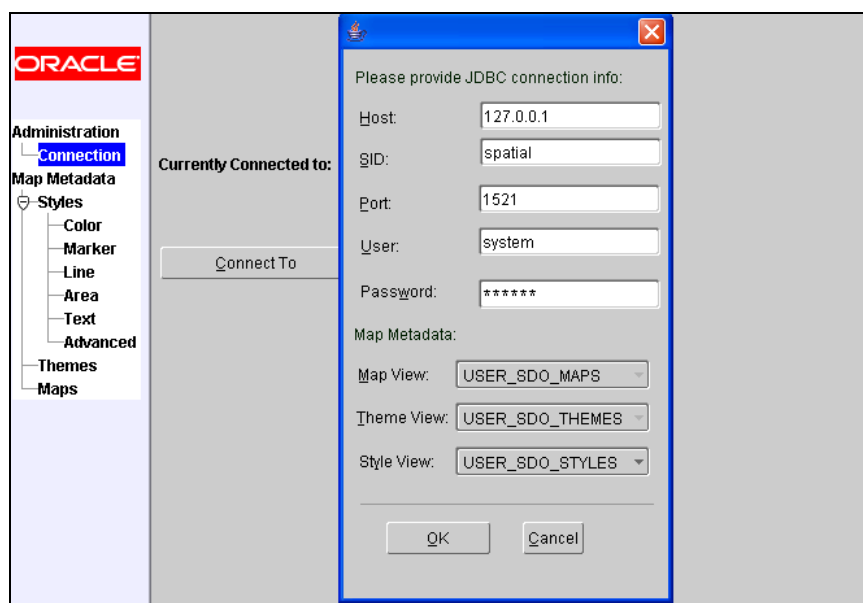 ORACLE
Administration
Connection
Map Metadata
Styles
Color
Marker
Line
Area
Text
Advanced
Themes
Maps
Currently Connected to:
Connect To
Please provide JDBC connection info:
Host: 127.0.0.1
SID: spatial
Port: 1521
User: system
Password: ******
Map Metadata:
Map View: USER_SDO_MAPS
Theme View: USER_SDO_THEMES
Style View: USER_SDO_STYLES
OK Cancel